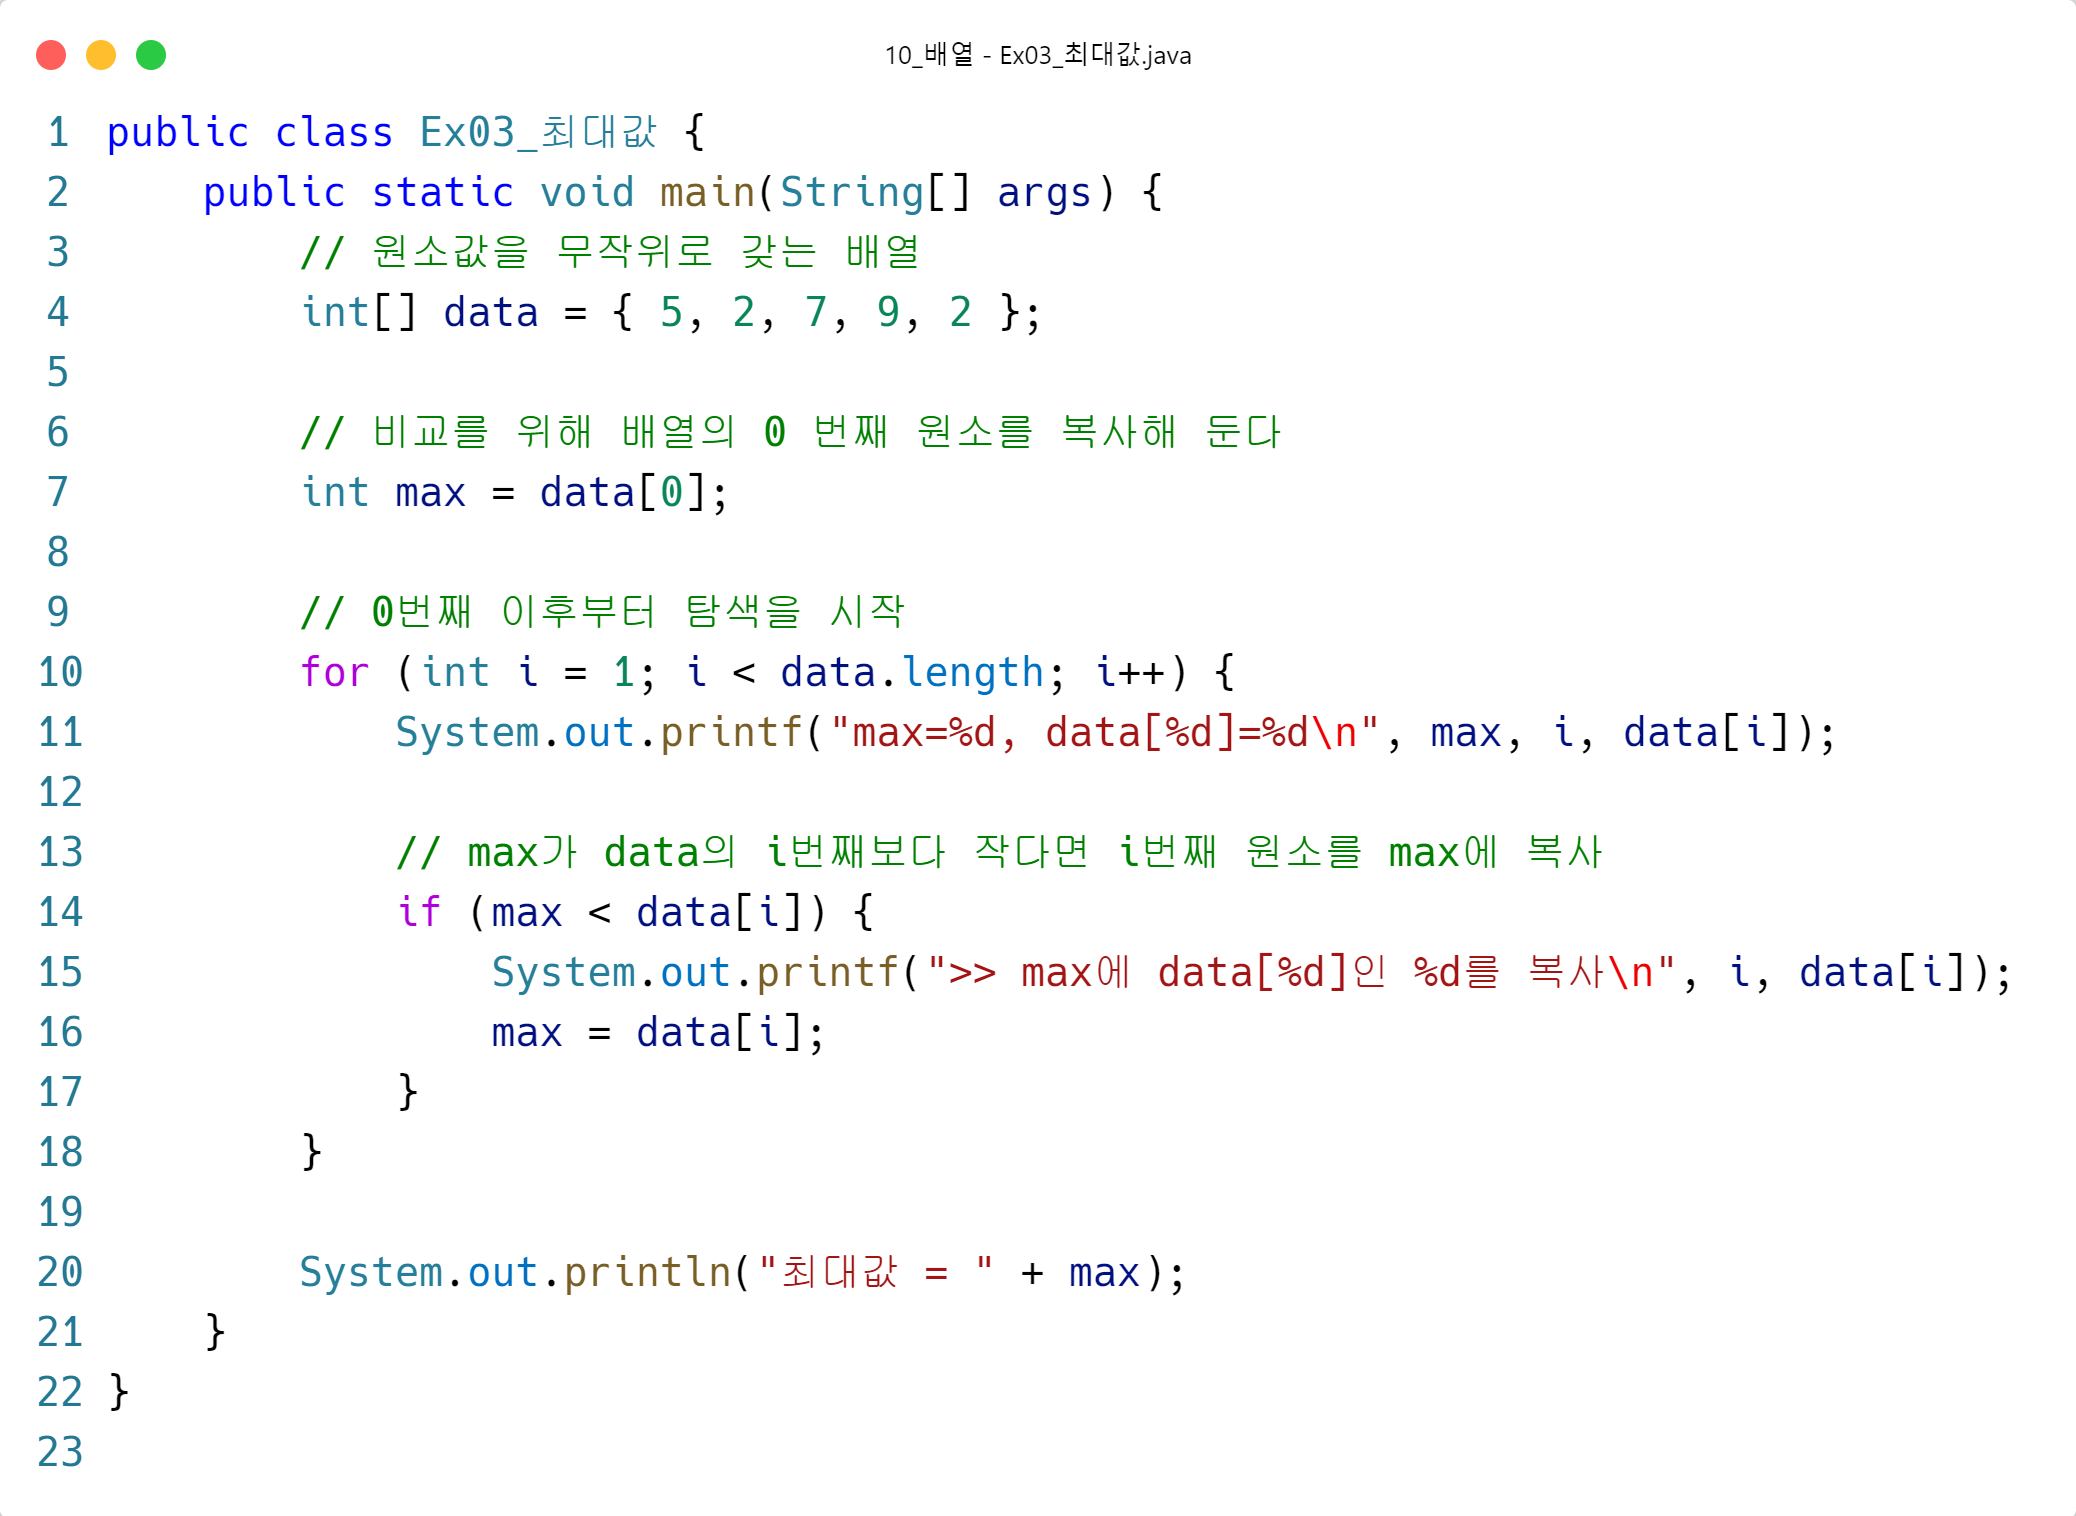 10_배열 - Ex03_최대값.java
1 public class Ex03_최대값 {
2     public static void main(String[] args) {
3         // 원소값을 무작위로 갖는 배열
4         int[] data = { 5, 2, 7, 9, 2 };
5
6         // 비교를 위해 배열의 0 번째 원소를 복사해 둔다
7         int max = data[0];
8
9         // 0번째 이후부터 탐색을 시작
10         for (int i = 1; i < data.length; i++) {
11             System.out.printf("max=%d, data[%d]=%d\n", max, i, data[i]);
12
13             // max가 data의 i번째보다 작다면 i번째 원소를 max에 복사
14             if (max < data[i]) {
15                 System.out.printf(">> max에 data[%d]인 %d를 복사\n", i, data[i]);
16                 max = data[i];
17             }
18         }
19
20         System.out.println("최대값 = " + max);
21     }
22 }
23